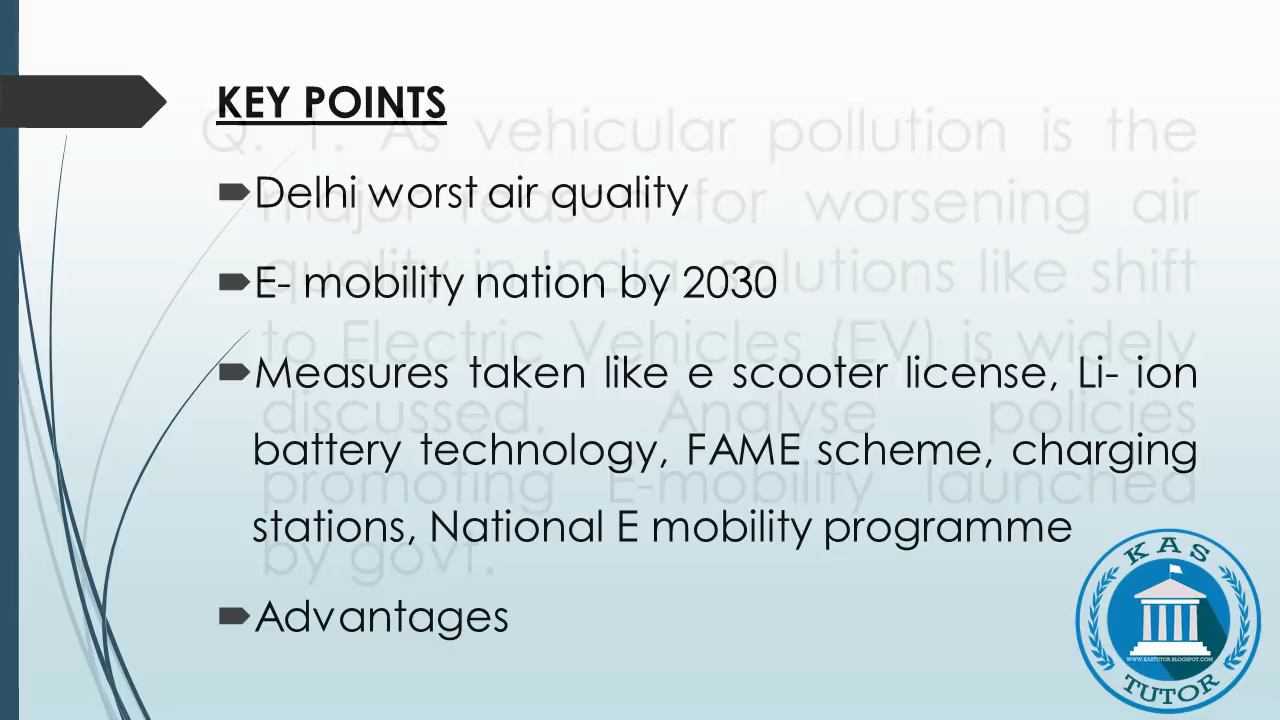 KEY POINTS
Q. 1. As vehicular pollution is the
Delhi worst air quality
major reason for worsening air
E- mobility nation by 2030
quality in India, solutions like shift
to Electric Vehicles (EV) is widely
Measures taken like e scooter license, Li- ion
discussed. Analyse policies
battery technology, FAME scheme, charging
promoting E-mobility launched
stations, National E mobility programme
by govt.
Advantages
KAS
WWW.KASTUTOR.BLOGSPOT.COM
TUTOR